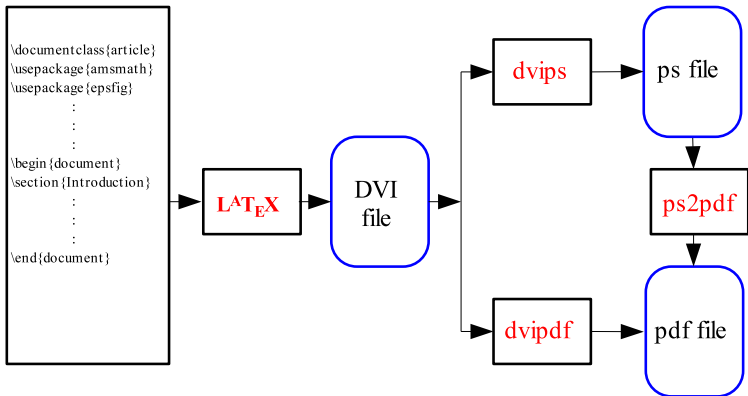 \documentclass{article}
\usepackage{amsmath}
\usepackage{epsfig}
:
:
:
\begin{document}
\section{Introduction}
:
:
:
\end{document}
LATEX
DVI
file
dvips
ps file
ps2pdf
dvipdf
pdf file